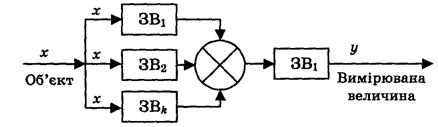 x
ЗВ₁
x
Об'єкт
x
ЗВ₂
x
ЗВₖ
ЗВ₁
y
Вимірювана
величина